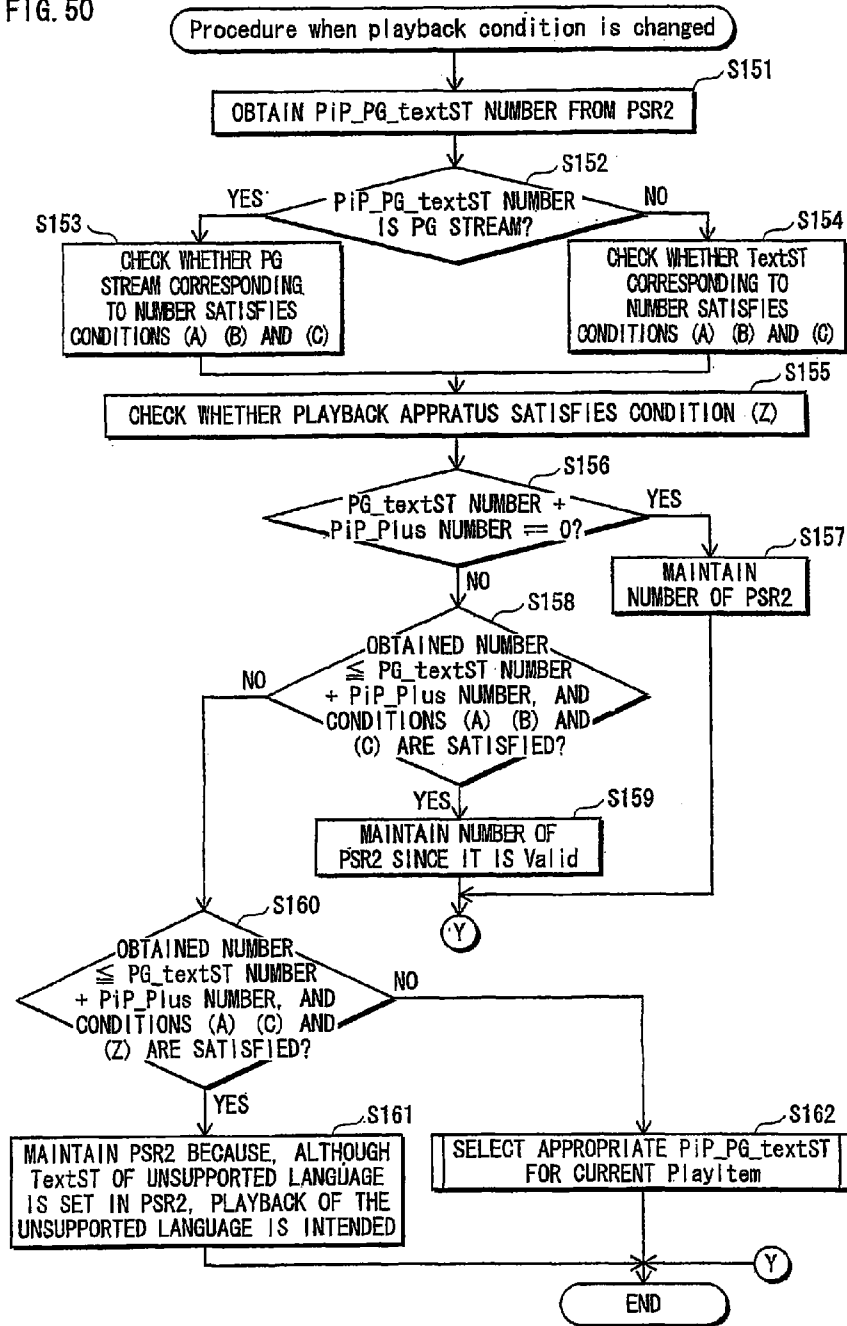 FIG. 50
Procedure when playback condition is changed
S151
OBTAIN PiP_PG_textST NUMBER FROM PSR2
S152
PiP_PG_textST NUMBER
IS PG STREAM?
YES
NO
S153
CHECK WHETHER PG
STREAM CORRESPONDING
TO NUMBER SATISFIES
CONDITIONS (A) (B) AND (C)
S154
CHECK WHETHER TextST
CORRESPONDING TO
NUMBER SATISFIES
CONDITIONS (A) (B) AND (C)
S155
CHECK WHETHER PLAYBACK APPRATUS SATISFIES CONDITION (Z)
S156
PG_textST NUMBER +
PiP_Plus NUMBER == 0?
YES
NO
S157
MAINTAIN
NUMBER OF PSR2
S158
OBTAINED NUMBER
≦ PG_textST NUMBER
+ PiP_Plus NUMBER, AND
CONDITIONS (A) (B) AND
(C) ARE SATISFIED?
NO
YES
S159
MAINTAIN NUMBER OF
PSR2 SINCE IT IS Valid
Y
S160
OBTAINED NUMBER
≦ PG_textST NUMBER
+ PiP_Plus NUMBER, AND
CONDITIONS (A) (C) AND
(Z) ARE SATISFIED?
NO
YES
S161
MAINTAIN PSR2 BECAUSE, ALTHOUGH
TextST OF UNSUPPORTED LANGUAGE
IS SET IN PSR2, PLAYBACK OF THE
UNSUPPORTED LANGUAGE IS INTENDED
S162
SELECT APPROPRIATE PiP_PG_textST
FOR CURRENT PlayItem
Y
END